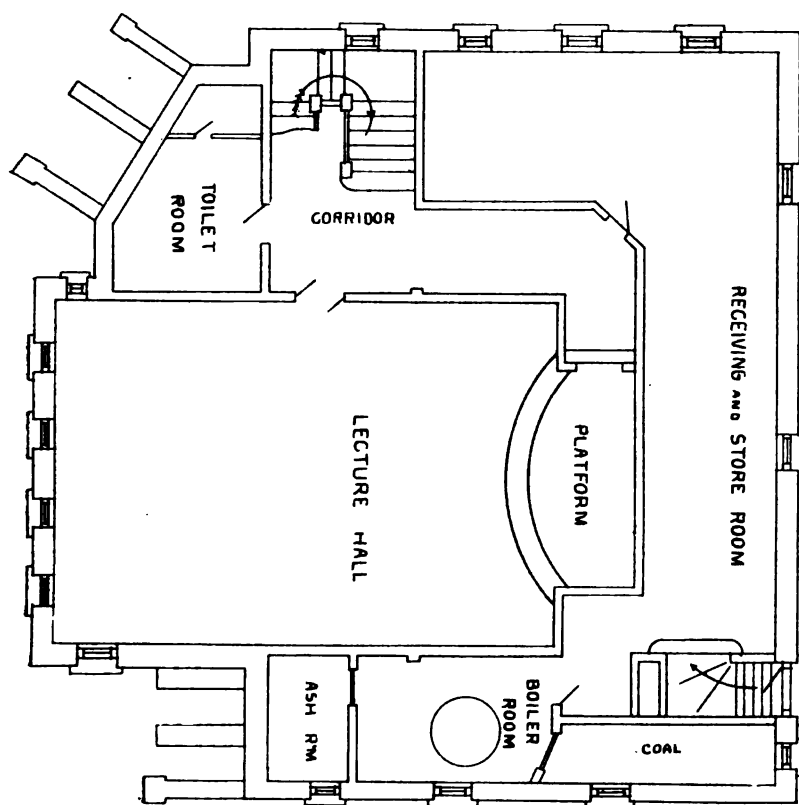 TOILET
ROOM
CORRIDOR
RECEIVING AND STORE ROOM
LECTURE HALL
PLATFORM
BOILER
ROOM
ASH R'M
COAL